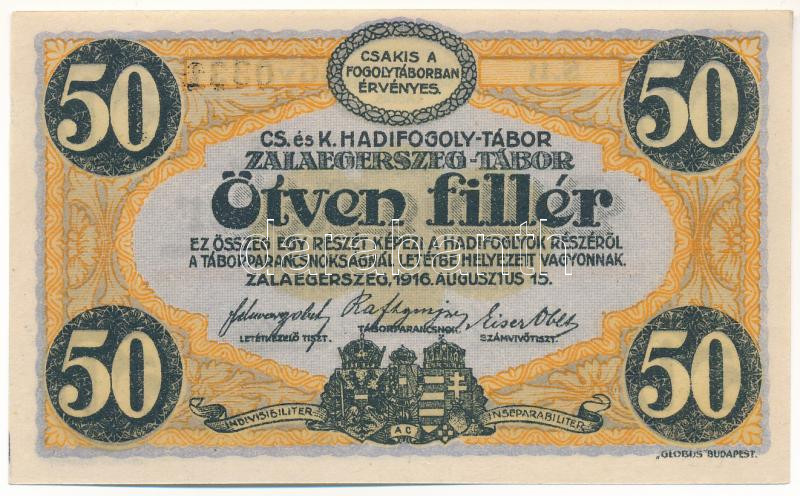 50
50
CSAKIS A
FOGOLYTÁBORBAN
ÉRVÉNYES.
CS. és K. HADIFOGOLY-TÁBOR
ZALAEGERSZEG-TÁBOR
Ötven fillér
EZ ÖSSZEG EGY RÉSZÉT KÉPEZI A HADIFOGLYOK RÉSZÉRŐL
A TÁBORPARANCSNOKSÁGNÁL LETÉTBE HELYEZETT VAGYONNAK.
ZALAEGERSZEG, 1916. AUGUSZTUS 15.
LETÉTKEZELŐ TISZT.
TÁBORPARANCSNOK.
SZÁMVIVŐTISZT.
50
50
INDIVISIBILITER
AC
INSEPARABILITER
„GLOBUS" BUDAPEST.